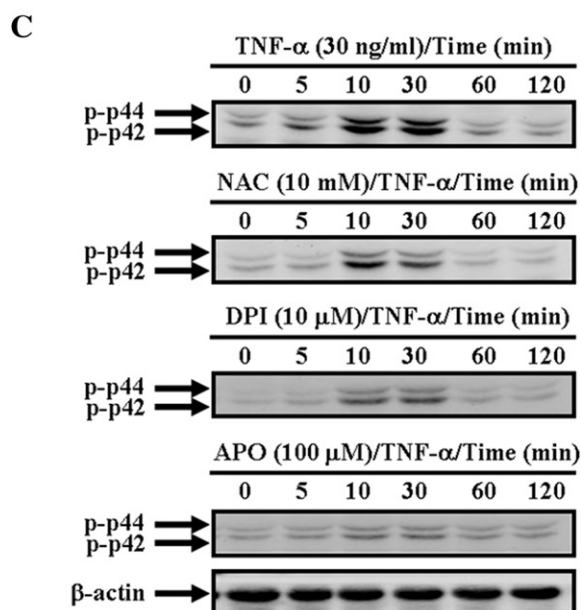 C
TNF-α (30 ng/ml)/Time (min)
0 5 10 30 60 120
p-p44
p-p42
NAC (10 mM)/TNF-α/Time (min)
0 5 10 30 60 120
p-p44
p-p42
DPI (10 μM)/TNF-α/Time (min)
0 5 10 30 60 120
p-p44
p-p42
APO (100 μM)/TNF-α/Time (min)
0 5 10 30 60 120
p-p44
p-p42
β-actin